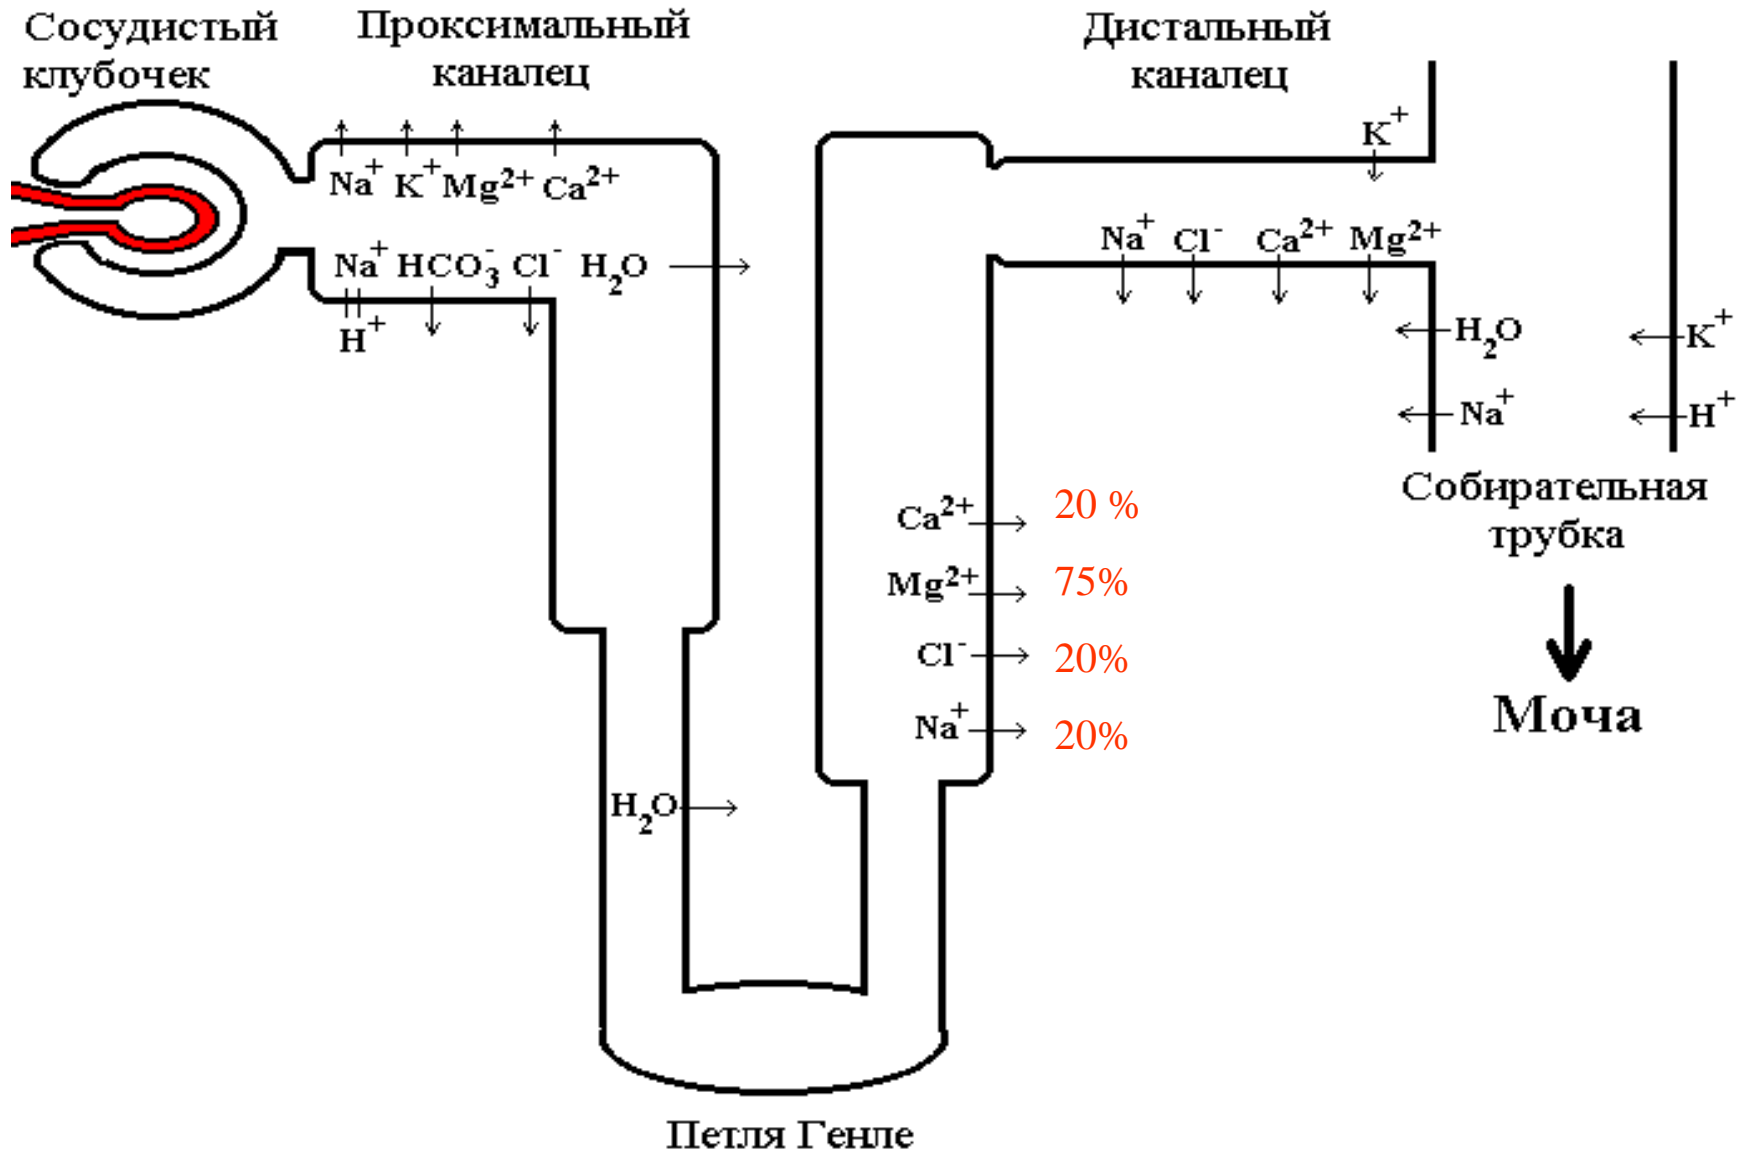 Сосудистый
клубочек
Проксимальный
каналец
Дистальный
каналец
K⁺
Na⁺ K⁺ Mg²⁺ Ca²⁺
Na⁺ HCO₃⁻ Cl⁻ H₂O
H⁺
Na⁺ Cl⁻ Ca²⁺ Mg²⁺
H₂O
K⁺
Na⁺
H⁺
Собирательная
трубка
Моча
Ca²⁺ 20 %
Mg²⁺ 75%
Cl⁻ 20%
Na⁺ 20%
H₂O
Петля Генле